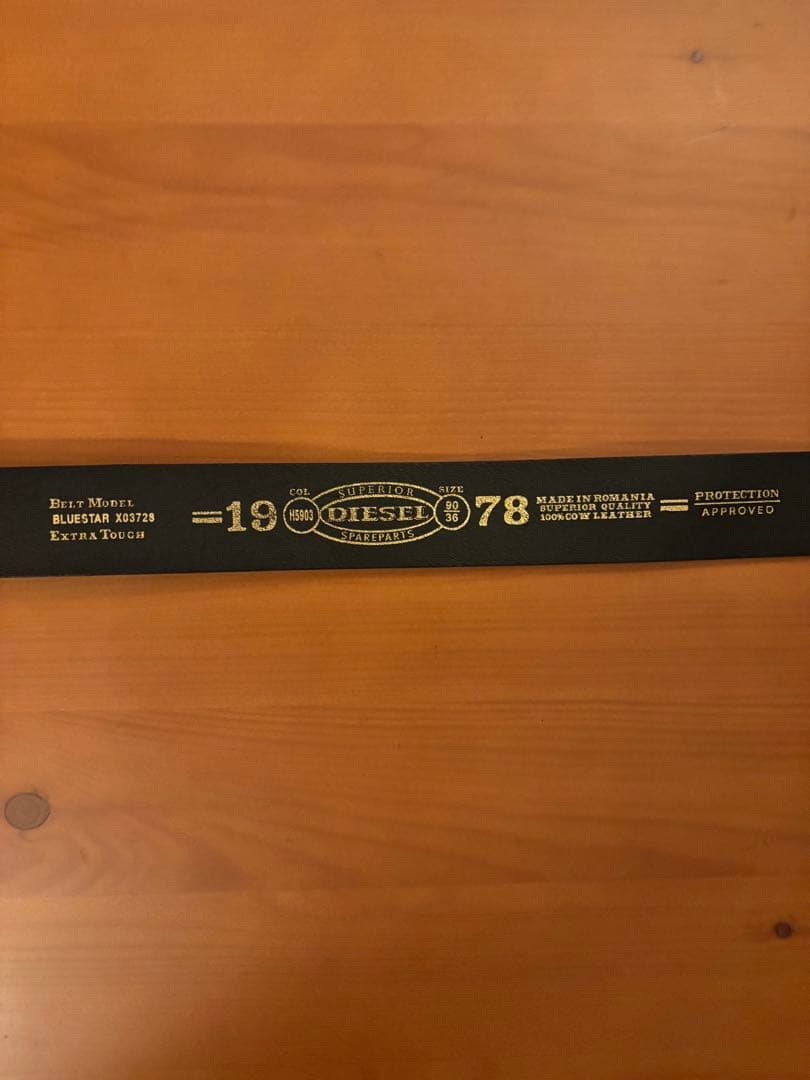 BELT MODEL
BLUESTAR X03728
EXTRA TOUCH
=19
COL
H5903
SUPERIOR
DIESEL
SPAREPARTS
SIZE
90
36
78
MADE IN ROMANIA
SUPERIOR QUALITY
100% COW LEATHER
=
PROTECTION
APPROVED